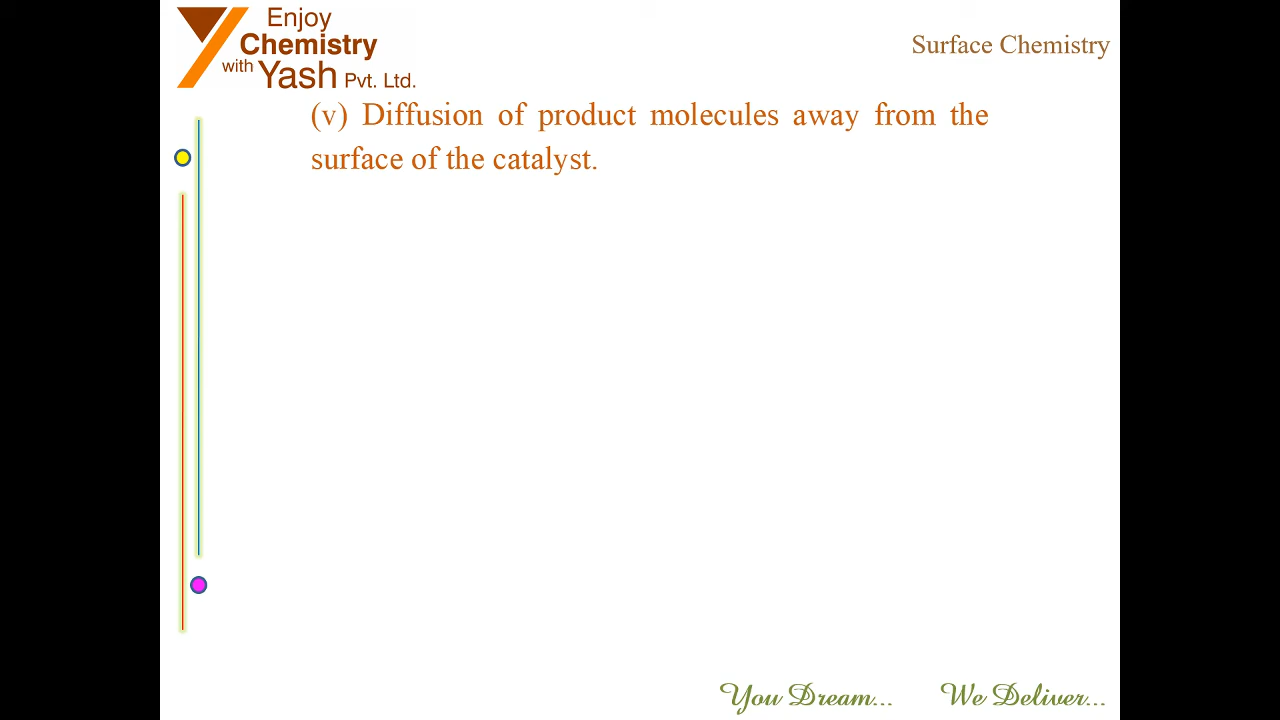 Enjoy
Chemistry
with Yash Pvt. Ltd.
Surface Chemistry
(v) Diffusion of product molecules away from the
surface of the catalyst.
You Dream... We Deliver...